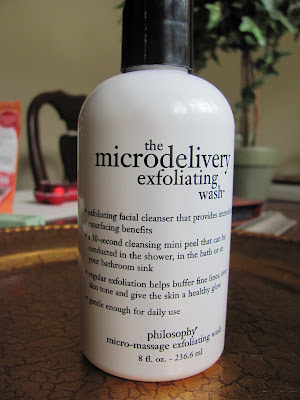 the
microdelivery
exfoliating
wash™
• exfoliating facial cleanser that provides
resurfacing benefits
• a 30-second cleansing mini peel that can be
conducted in the shower, in the bath or at
your bathroom sink
• regular exfoliation helps buffer fine lines,
skin tone and give the skin a healthy glow
• gentle enough for daily use
philosophy®
micro-massage exfoliating wash
8 fl. oz. - 236.6 ml